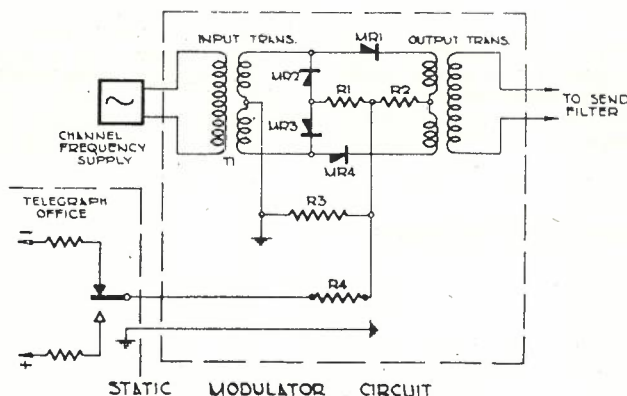 INPUT TRANS.
MR1
OUTPUT TRANS.
MR2
R1
R2
MR3
MR4
T1
CHANNEL
FREQUENCY
SUPPLY
TO SEND
FILTER
TELEGRAPH
OFFICE
R3
R4
−
+
STATIC MODULATOR CIRCUIT